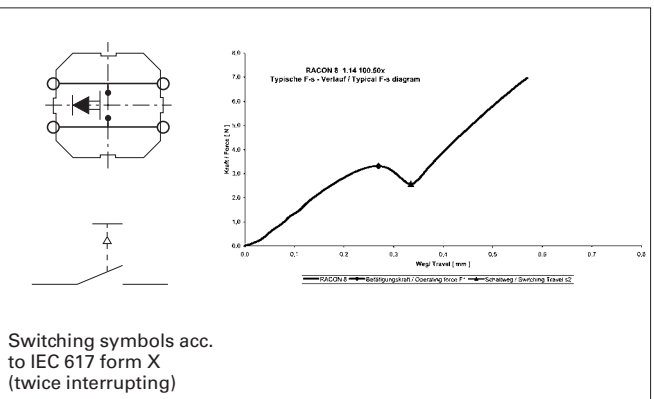 RACON 8 1.14 100.50x
Typische F-s - Verlauf / Typical F-s diagram
Kraft / Force [ N ]
8,0
7,0
6,0
5,0
4,0
3,0
2,0
1,0
0,0
0,0 0,1 0,2 0,3 0,4 0,5 0,6 0,7 0,8
Weg/ Travel [ mm ]
RACON 8 Betätigungskraft / Operating force F1 Schaltweg / Switching Travel s2
Switching symbols acc.
to IEC 617 form X
(twice interrupting)